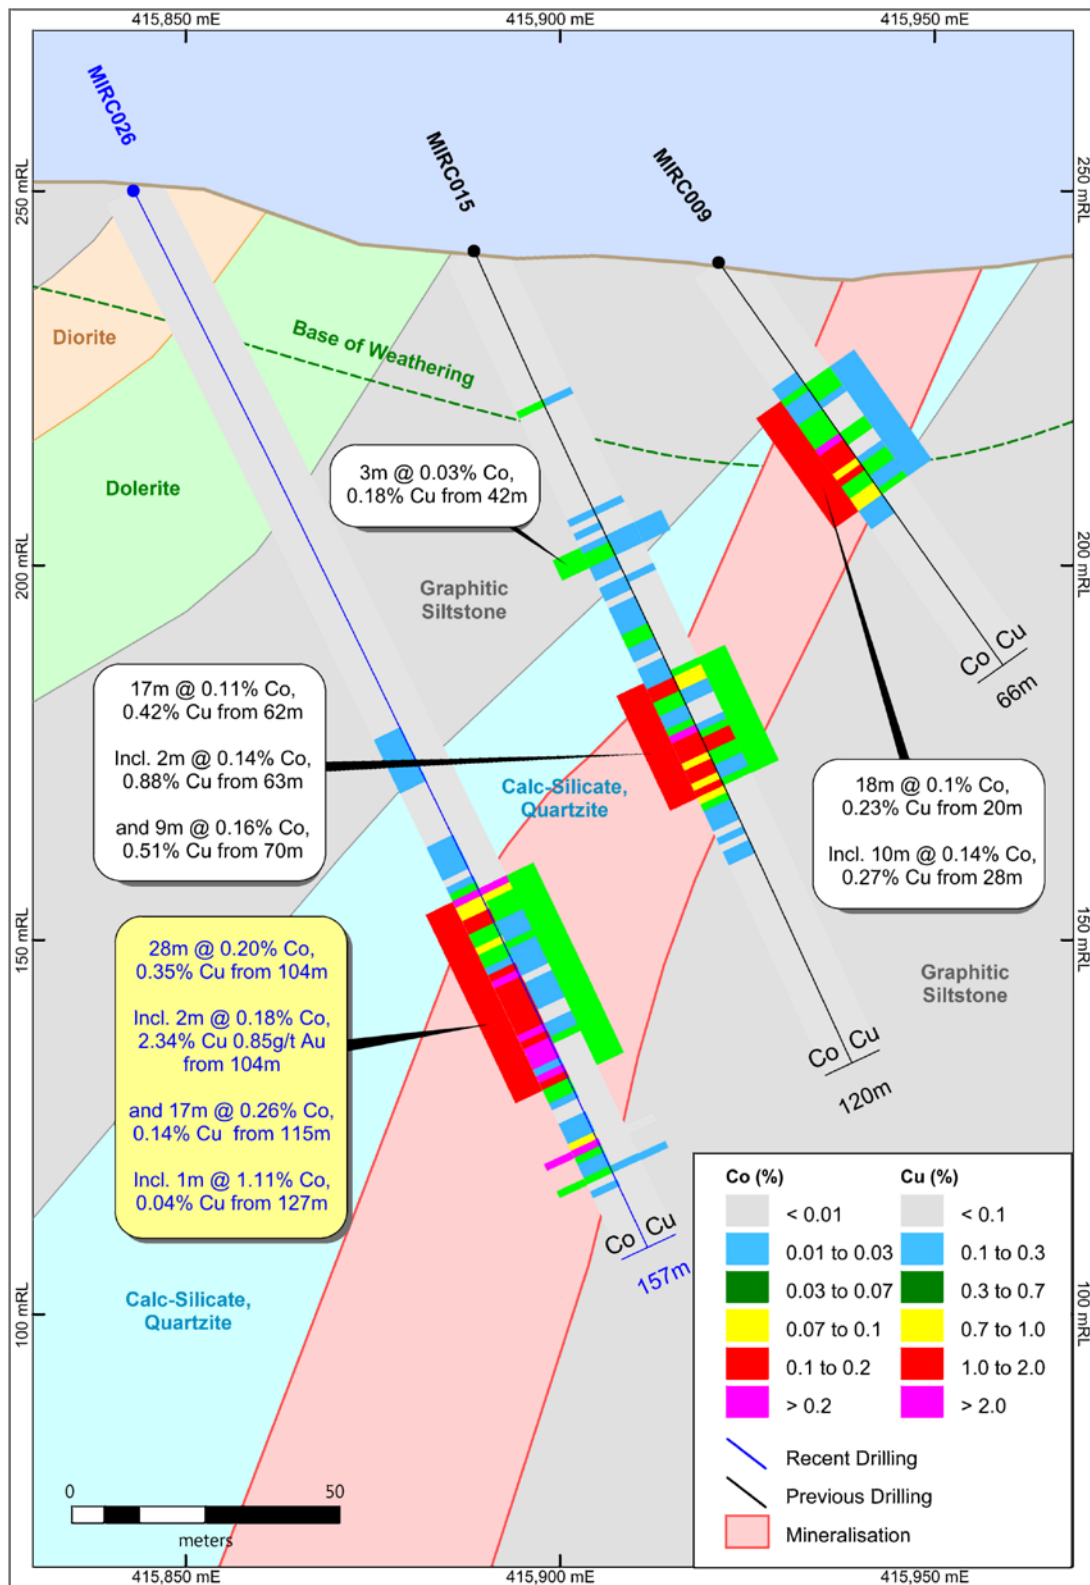 415,850 mE
415,900 mE
415,950 mE
MIRC026
MIRC015
MIRC009
250 mRL
250 mRL
Diorite
Base of Weathering
Dolerite
3m @ 0.03% Co,
0.18% Cu from 42m
200 mRL
200 mRL
Graphitic
Siltstone
Co
Cu
66m
17m @ 0.11% Co,
0.42% Cu from 62m
Incl. 2m @ 0.14% Co,
0.88% Cu from 63m
and 9m @ 0.16% Co,
0.51% Cu from 70m
Calc-Silicate,
Quartzite
18m @ 0.1% Co,
0.23% Cu from 20m
Incl. 10m @ 0.14% Co,
0.27% Cu from 28m
150 mRL
150 mRL
28m @ 0.20% Co,
0.35% Cu from 104m
Incl. 2m @ 0.18% Co,
2.34% Cu 0.85g/t Au
from 104m
and 17m @ 0.26% Co,
0.14% Cu from 115m
Incl. 1m @ 1.11% Co,
0.04% Cu from 127m
Graphitic
Siltstone
Co
Cu
120m
Co
Cu
157m
100 mRL
100 mRL
Calc-Silicate,
Quartzite
Co (%)
Cu (%)
< 0.01
< 0.1
0.01 to 0.03
0.1 to 0.3
0.03 to 0.07
0.3 to 0.7
0.07 to 0.1
0.7 to 1.0
0.1 to 0.2
1.0 to 2.0
> 0.2
> 2.0
Recent Drilling
Previous Drilling
Mineralisation
0
50
meters
415,850 mE
415,900 mE
415,950 mE